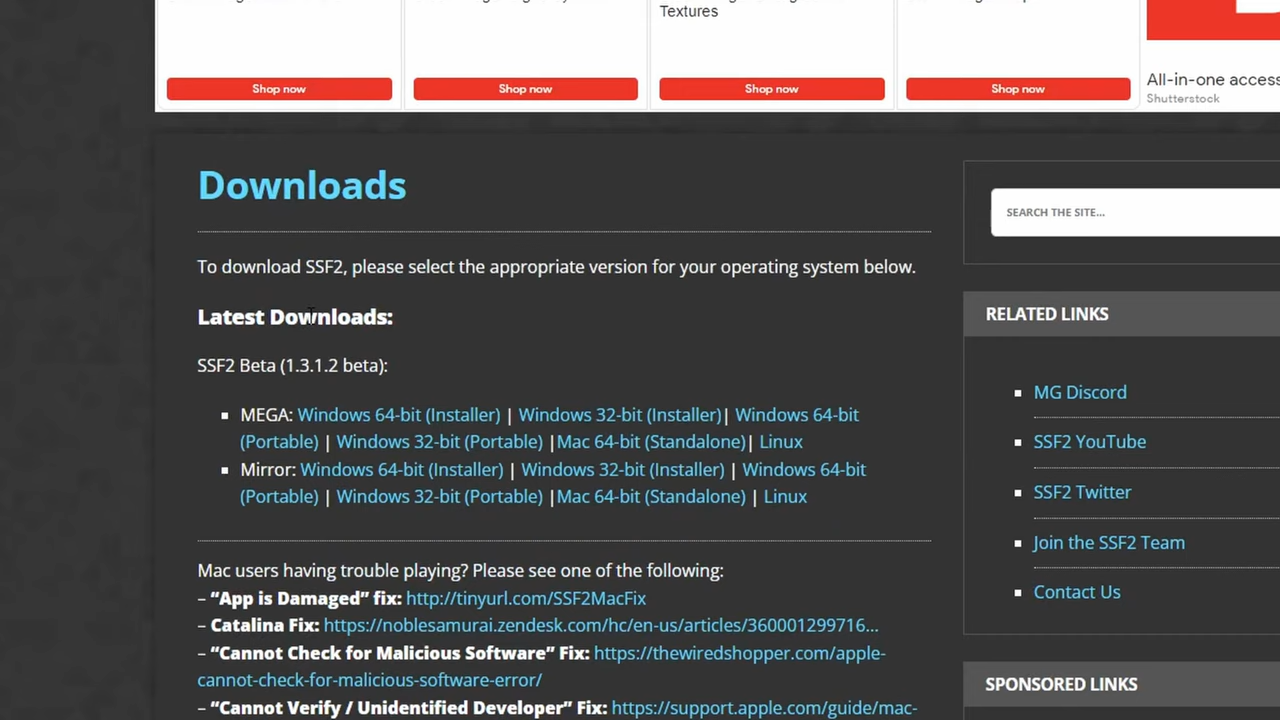 Textures
Shop now
Shop now
Shop now
Shop now
All-in-one access
Shutterstock
Downloads
To download SSF2, please select the appropriate version for your operating system below.
Latest Downloads:
SSF2 Beta (1.3.1.2 beta):
▪ MEGA: Windows 64-bit (Installer) | Windows 32-bit (Installer)| Windows 64-bit
(Portable) | Windows 32-bit (Portable) |Mac 64-bit (Standalone)| Linux
▪ Mirror: Windows 64-bit (Installer) | Windows 32-bit (Installer) | Windows 64-bit
(Portable) | Windows 32-bit (Portable) |Mac 64-bit (Standalone) | Linux
Mac users having trouble playing? Please see one of the following:
– “App is Damaged” fix: http://tinyurl.com/SSF2MacFix
– Catalina Fix: https://noblesamurai.zendesk.com/hc/en-us/articles/360001299716...
– “Cannot Check for Malicious Software” Fix: https://thewiredshopper.com/apple-
cannot-check-for-malicious-software-error/
– “Cannot Verify / Unidentified Developer” Fix: https://support.apple.com/guide/mac-
SEARCH THE SITE...
RELATED LINKS
▪ MG Discord
▪ SSF2 YouTube
▪ SSF2 Twitter
▪ Join the SSF2 Team
▪ Contact Us
SPONSORED LINKS